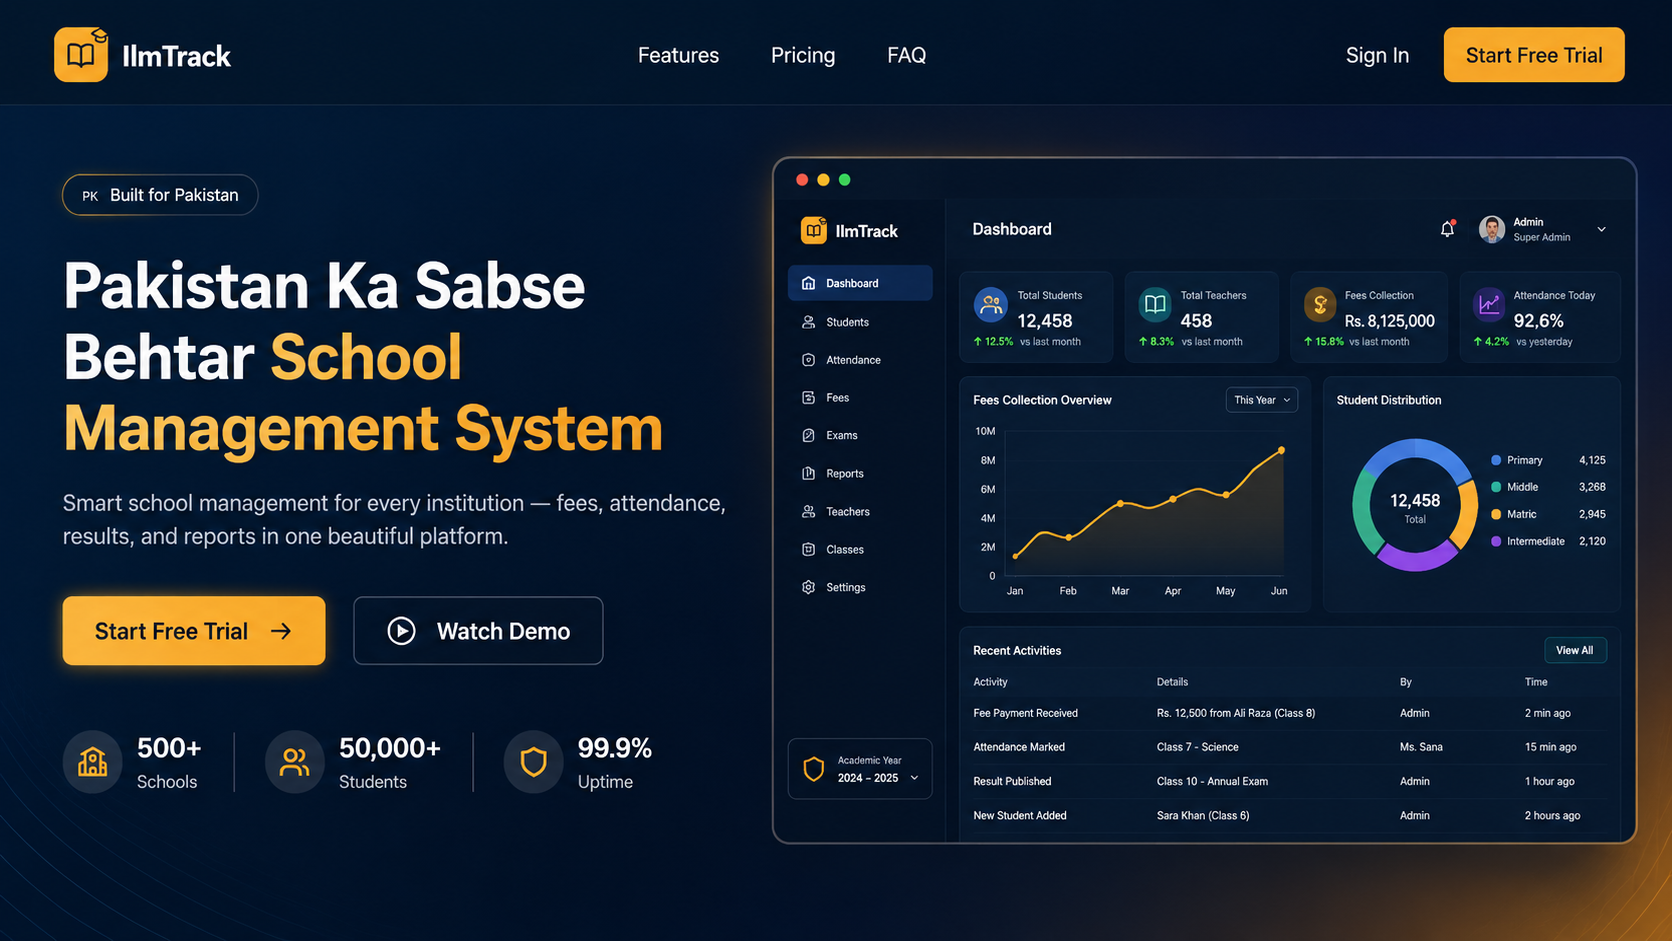 IlmTrack
Features
Pricing
FAQ
Sign In
Start Free Trial
PK Built for Pakistan
Pakistan Ka Sabse
Behtar School
Management System
Smart school management for every institution — fees, attendance,
results, and reports in one beautiful platform.
Start Free Trial →
Watch Demo
500+
Schools
50,000+
Students
99.9%
Uptime
IlmTrack
Dashboard
Students
Attendance
Fees
Exams
Reports
Teachers
Classes
Settings
Academic Year
2024 – 2025
Dashboard
Admin
Super Admin
Total Students
12,458
↑ 12.5% vs last month
Total Teachers
458
↑ 8.3% vs last month
Fees Collection
Rs. 8,125,000
↑ 15.8% vs last month
Attendance Today
92,6%
↑ 4.2% vs yesterday
Fees Collection Overview
This Year
10M
8M
6M
4M
2M
0
Jan Feb Mar Apr May Jun
Student Distribution
12,458
Total
Primary 4,125
Middle 3,268
Matric 2,945
Intermediate 2,120
Recent Activities
View All
Activity Details By Time
Fee Payment Received Rs. 12,500 from Ali Raza (Class 8) Admin 2 min ago
Attendance Marked Class 7 - Science Ms. Sana 15 min ago
Result Published Class 10 - Annual Exam Admin 1 hour ago
New Student Added Sara Khan (Class 6) Admin 2 hours ago